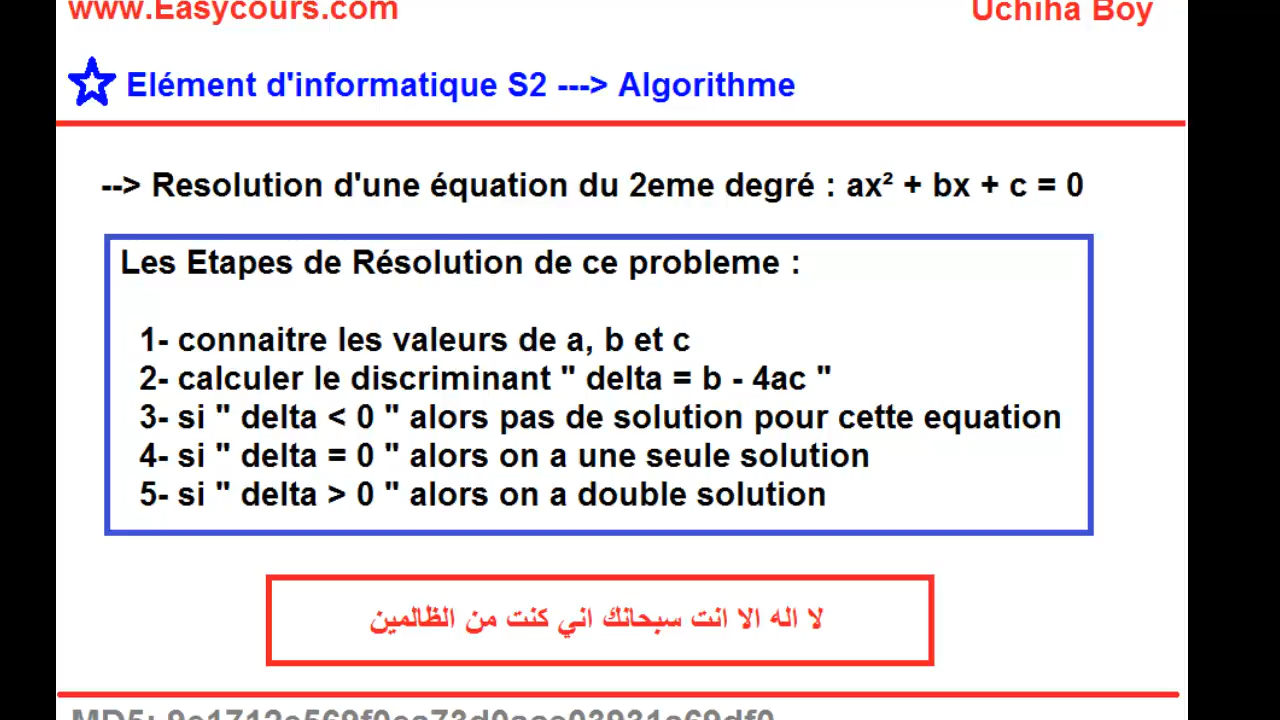 www.Easycours.com
Uchiha Boy
Elément d'informatique S2 ---> Algorithme
--> Resolution d'une équation du 2eme degré : ax² + bx + c = 0
Les Etapes de Résolution de ce probleme :
1- connaitre les valeurs de a, b et c
2- calculer le discriminant " delta = b - 4ac "
3- si " delta < 0 " alors pas de solution pour cette equation
4- si " delta = 0 " alors on a une seule solution
5- si " delta > 0 " alors on a double solution
لا اله الا انت سبحانك اني كنت من الظالمين
MD5: